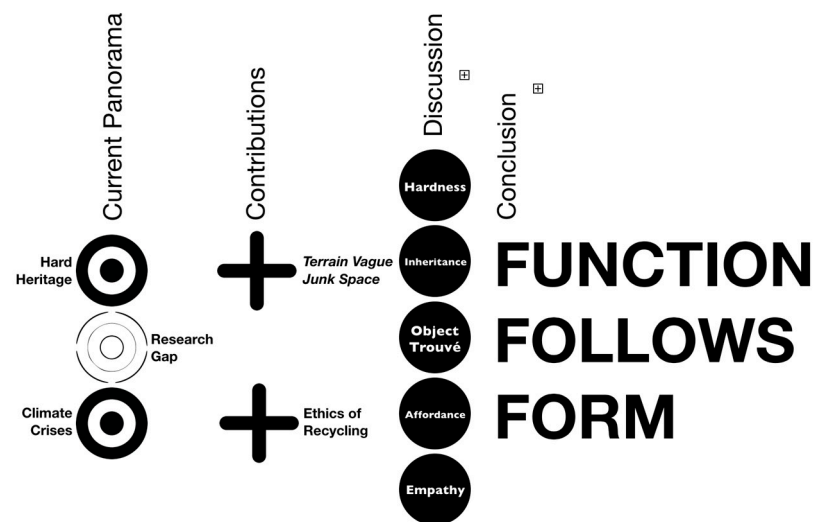 Current Panorama
Contributions
Discussion
Conclusion
Hard
Heritage
Research
Gap
Climate
Crises
Terrain Vague
Junk Space
Ethics of
Recycling
Hardness
Inheritance
Object
Trouvé
Affordance
Empathy
FUNCTION
FOLLOWS
FORM